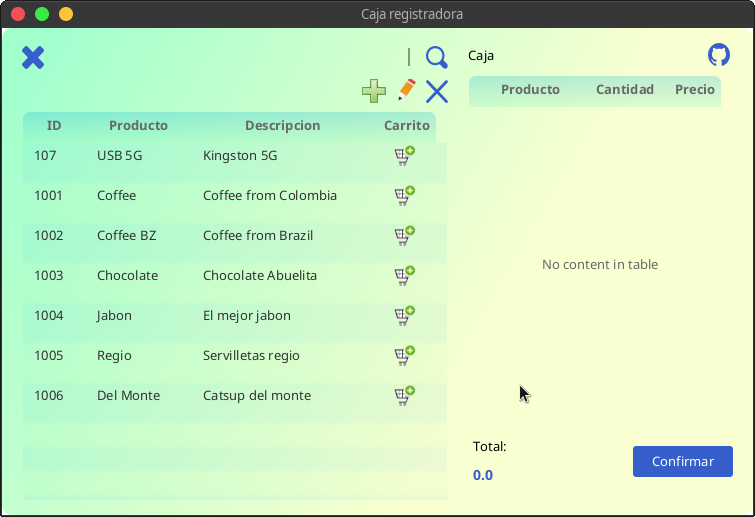 Caja registradora
Caja
Producto Cantidad Precio
ID Producto Descripcion Carrito
107 USB 5G Kingston 5G
1001 Coffee Coffee from Colombia
1002 Coffee BZ Coffee from Brazil
1003 Chocolate Chocolate Abuelita
1004 Jabon El mejor jabon
1005 Regio Servilletas regio
1006 Del Monte Catsup del monte
No content in table
Total:
0.0
Confirmar